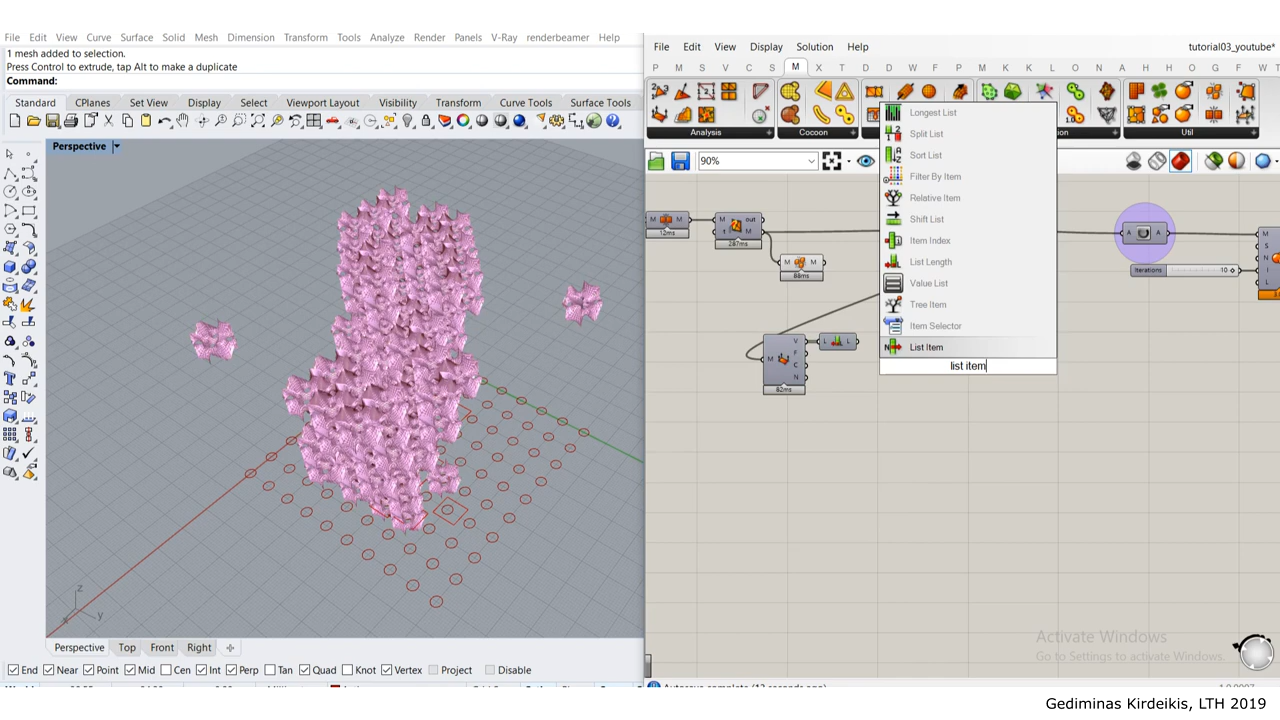 File Edit View Curve Surface Solid Mesh Dimension Transform Tools Analyze Render Panels V-Ray renderbeamer Help
1 mesh added to selection.
Press Control to extrude, tap Alt to make a duplicate
Command:
Standard CPlanes Set View Display Select Viewport Layout Visibility Transform Curve Tools Surface Tools
Perspective
z
y
x
Perspective Top Front Right
End Near Point Mid Cen Int Perp Tan Quad Knot Vertex Project Disable
File Edit View Display Solution Help tutorial03_youtube*
P M S V C S M X T D D W F P M K K L O N A H H O G F W T
Analysis Cocoon Util
90%
Longest List
Split List
Sort List
Filter By Item
Relative Item
Shift List
Item Index
List Length
Value List
Tree Item
Item Selector
List Item
list item
M M
12ms
M out
t M
287ms
M M
88ms
M V
F
C
N
82ms
L L
A A
Iterations 10
M
S
N
I
L
Activate Windows
Go to Settings to activate Windows.
Gediminas Kirdeikis, LTH 2019